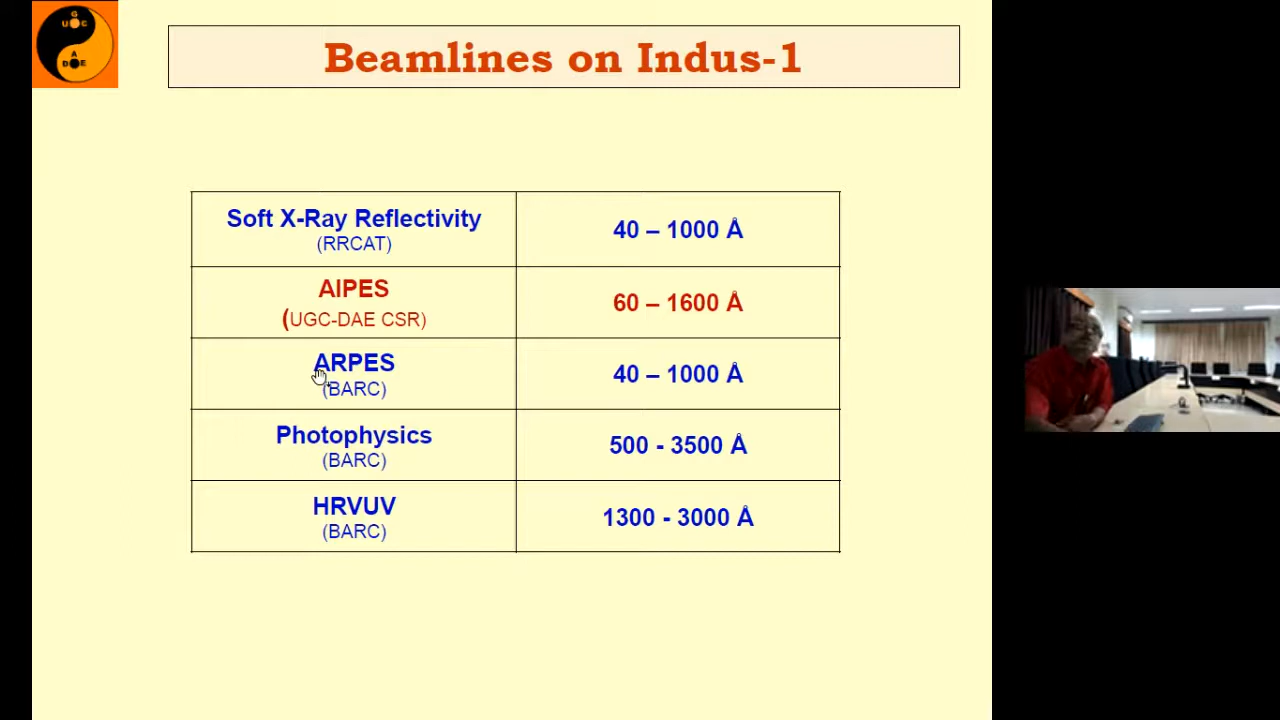 U G C
A
D E
Beamlines on Indus-1
Soft X-Ray Reflectivity
(RRCAT)
40 – 1000 Å
AIPES
(UGC-DAE CSR)
60 – 1600 Å
ARPES
(BARC)
40 – 1000 Å
Photophysics
(BARC)
500 - 3500 Å
HRVUV
(BARC)
1300 - 3000 Å